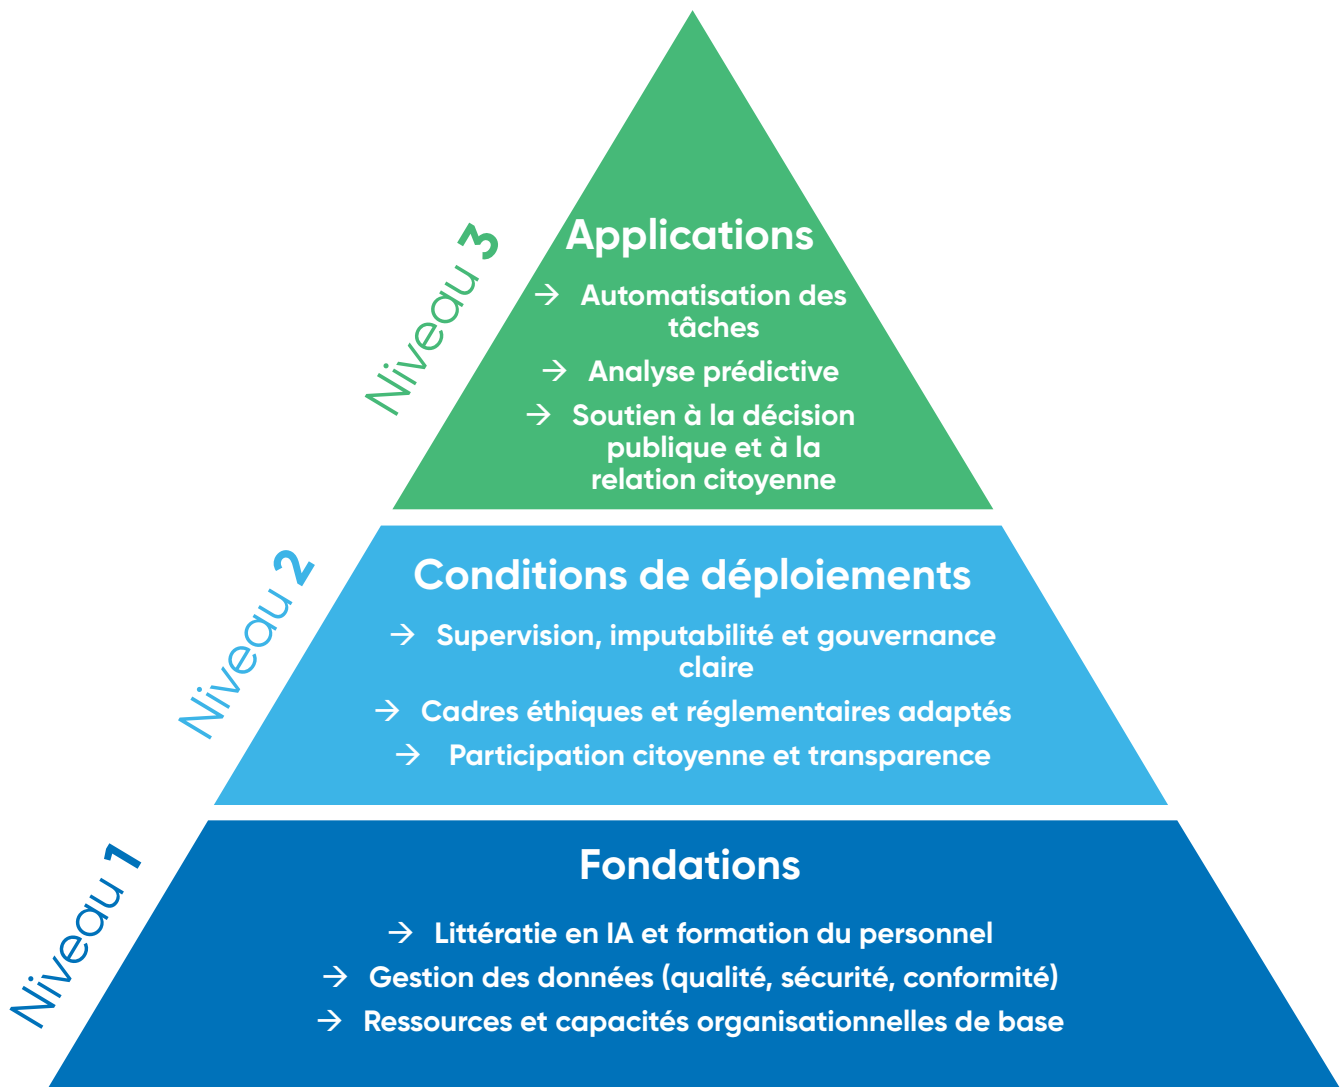 Niveau 3
Applications
→ Automatisation des
tâches
→ Analyse prédictive
→ Soutien à la décision
publique et à la
relation citoyenne
Niveau 2
Conditions de déploiements
→ Supervision, imputabilité et gouvernance
claire
→ Cadres éthiques et réglementaires adaptés
→ Participation citoyenne et transparence
Niveau 1
Fondations
→ Littératie en IA et formation du personnel
→ Gestion des données (qualité, sécurité, conformité)
→ Ressources et capacités organisationnelles de base